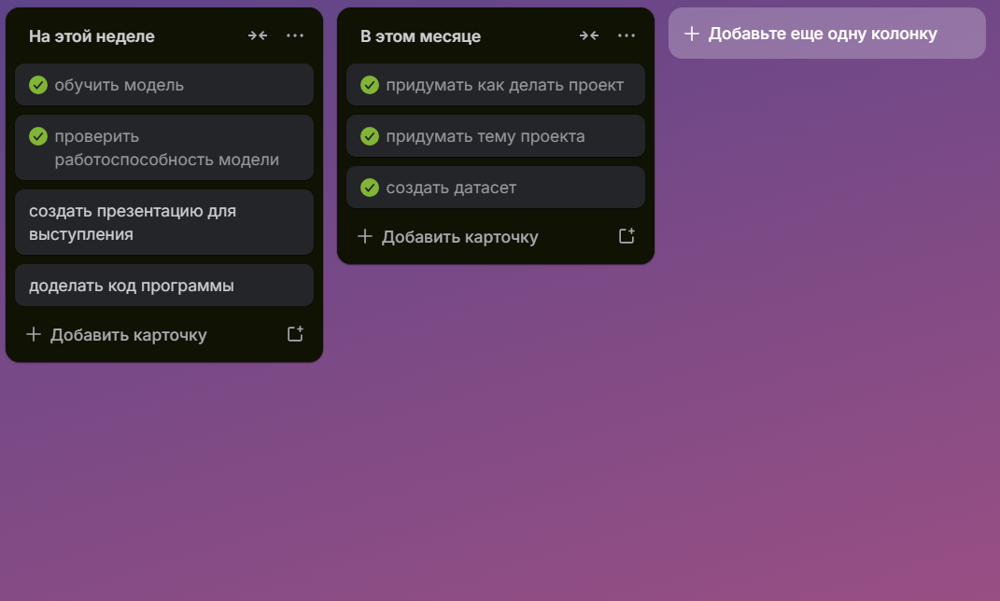 На этой неделе
обучить модель
проверить
работоспособность модели
создать презентацию для
выступления
доделать код программы
Добавить карточку
В этом месяце
придумать как делать проект
придумать тему проекта
создать датасет
Добавить карточку
Добавьте еще одну колонку